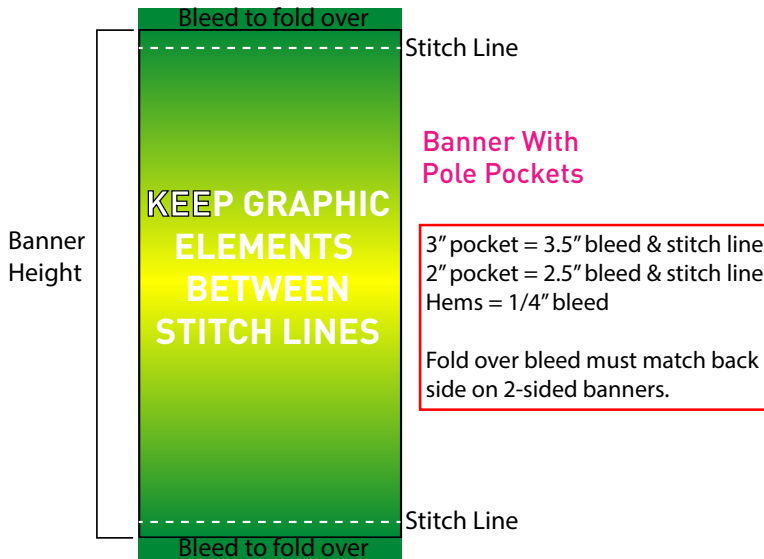 Bleed to fold over
Stitch Line
Banner With
Pole Pockets
KEEP GRAPHIC
ELEMENTS
BETWEEN
STITCH LINES
Banner
Height
3" pocket = 3.5" bleed & stitch line
2" pocket = 2.5" bleed & stitch line
Hems = 1/4" bleed
Fold over bleed must match back
side on 2-sided banners.
Stitch Line
Bleed to fold over